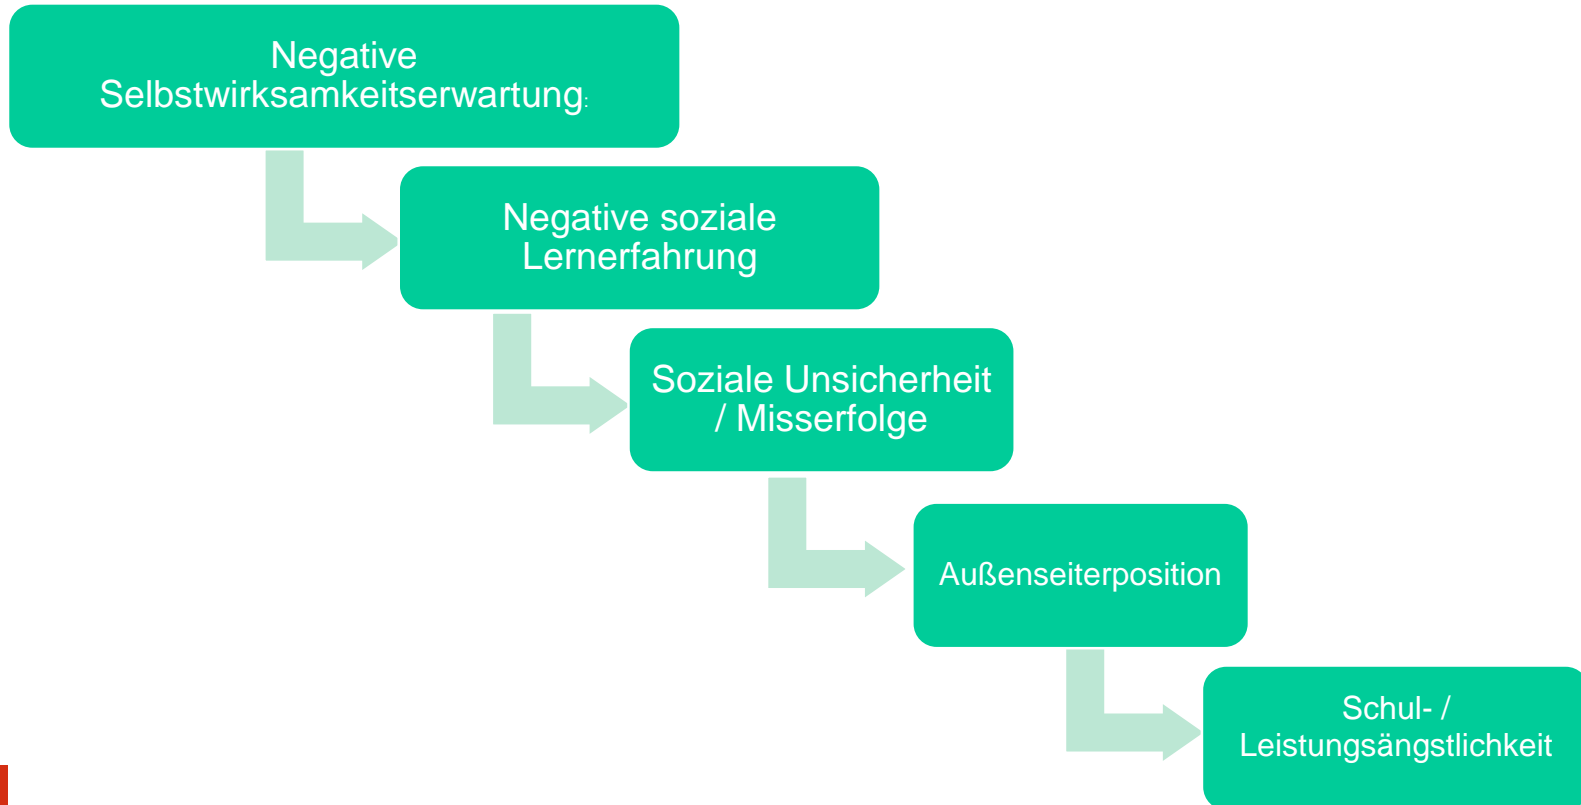 Negative
Selbstwirksamkeitserwartung:
Negative soziale
Lernerfahrung
Soziale Unsicherheit
/ Misserfolge
Außenseiterposition
Schul- /
Leistungsängstlichkeit